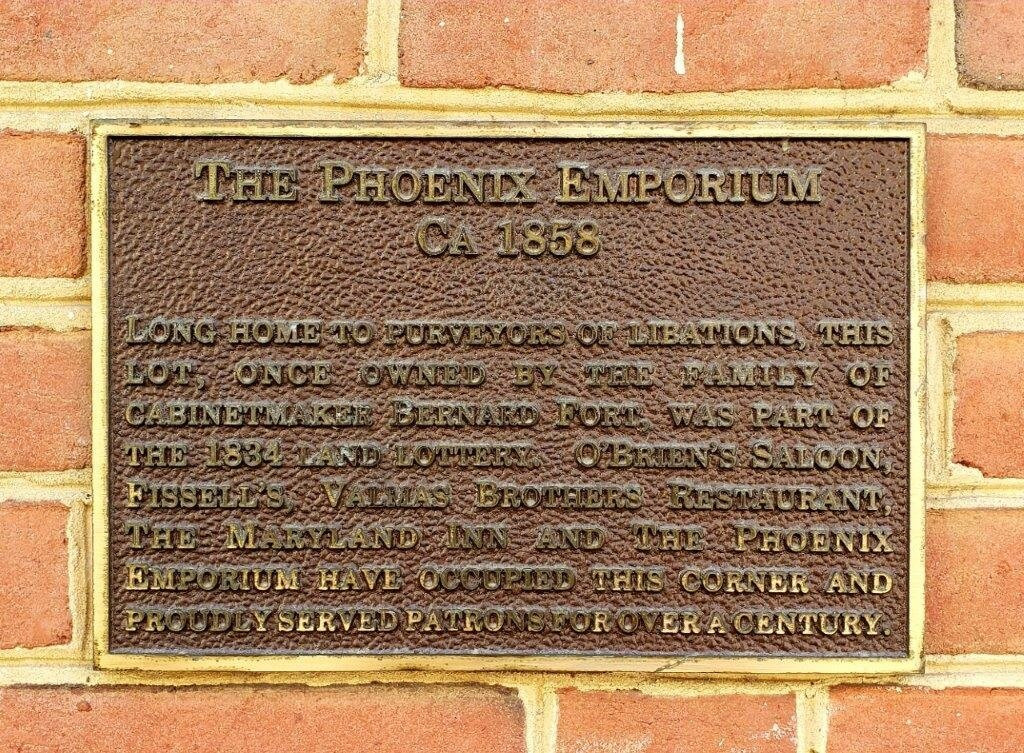 The Phoenix Emporium
Ca 1858
Long home to purveyors of libations, this
lot, once owned by the family of
cabinetmaker Bernard Fort, was part of
the 1834 land lottery. O'Brien's Saloon,
Fissell's, Valmas Brothers Restaurant,
The Maryland Inn and The Phoenix
Emporium have occupied this corner and
proudly served patrons for over a century.